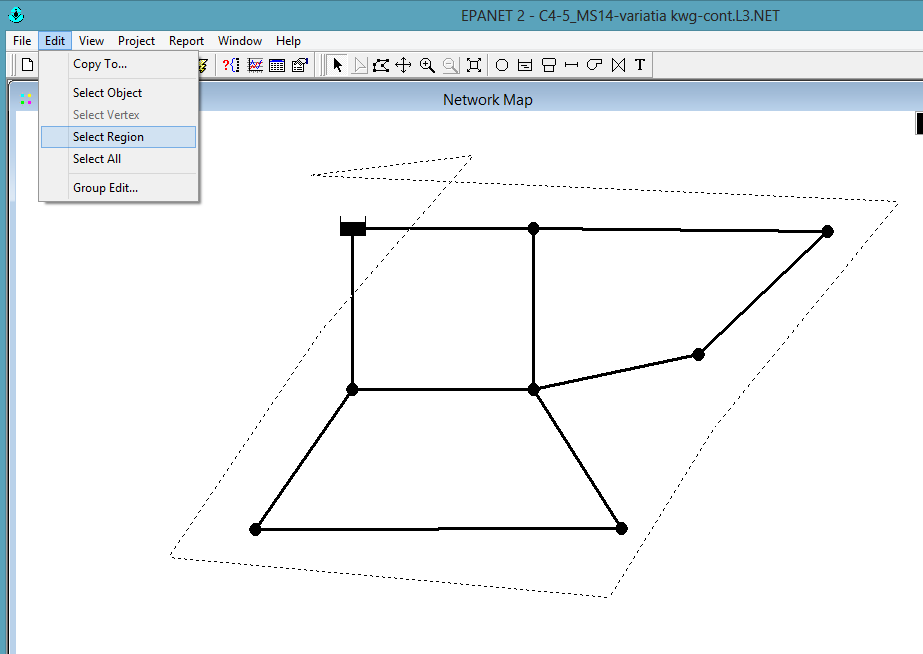 EPANET 2 - C4-5_MS14-variatia kwg-cont.L3.NET
File Edit View Project Report Window Help
Copy To...
?{} T
Select Object
Network Map
Select Vertex
Select Region
Select All
Group Edit...